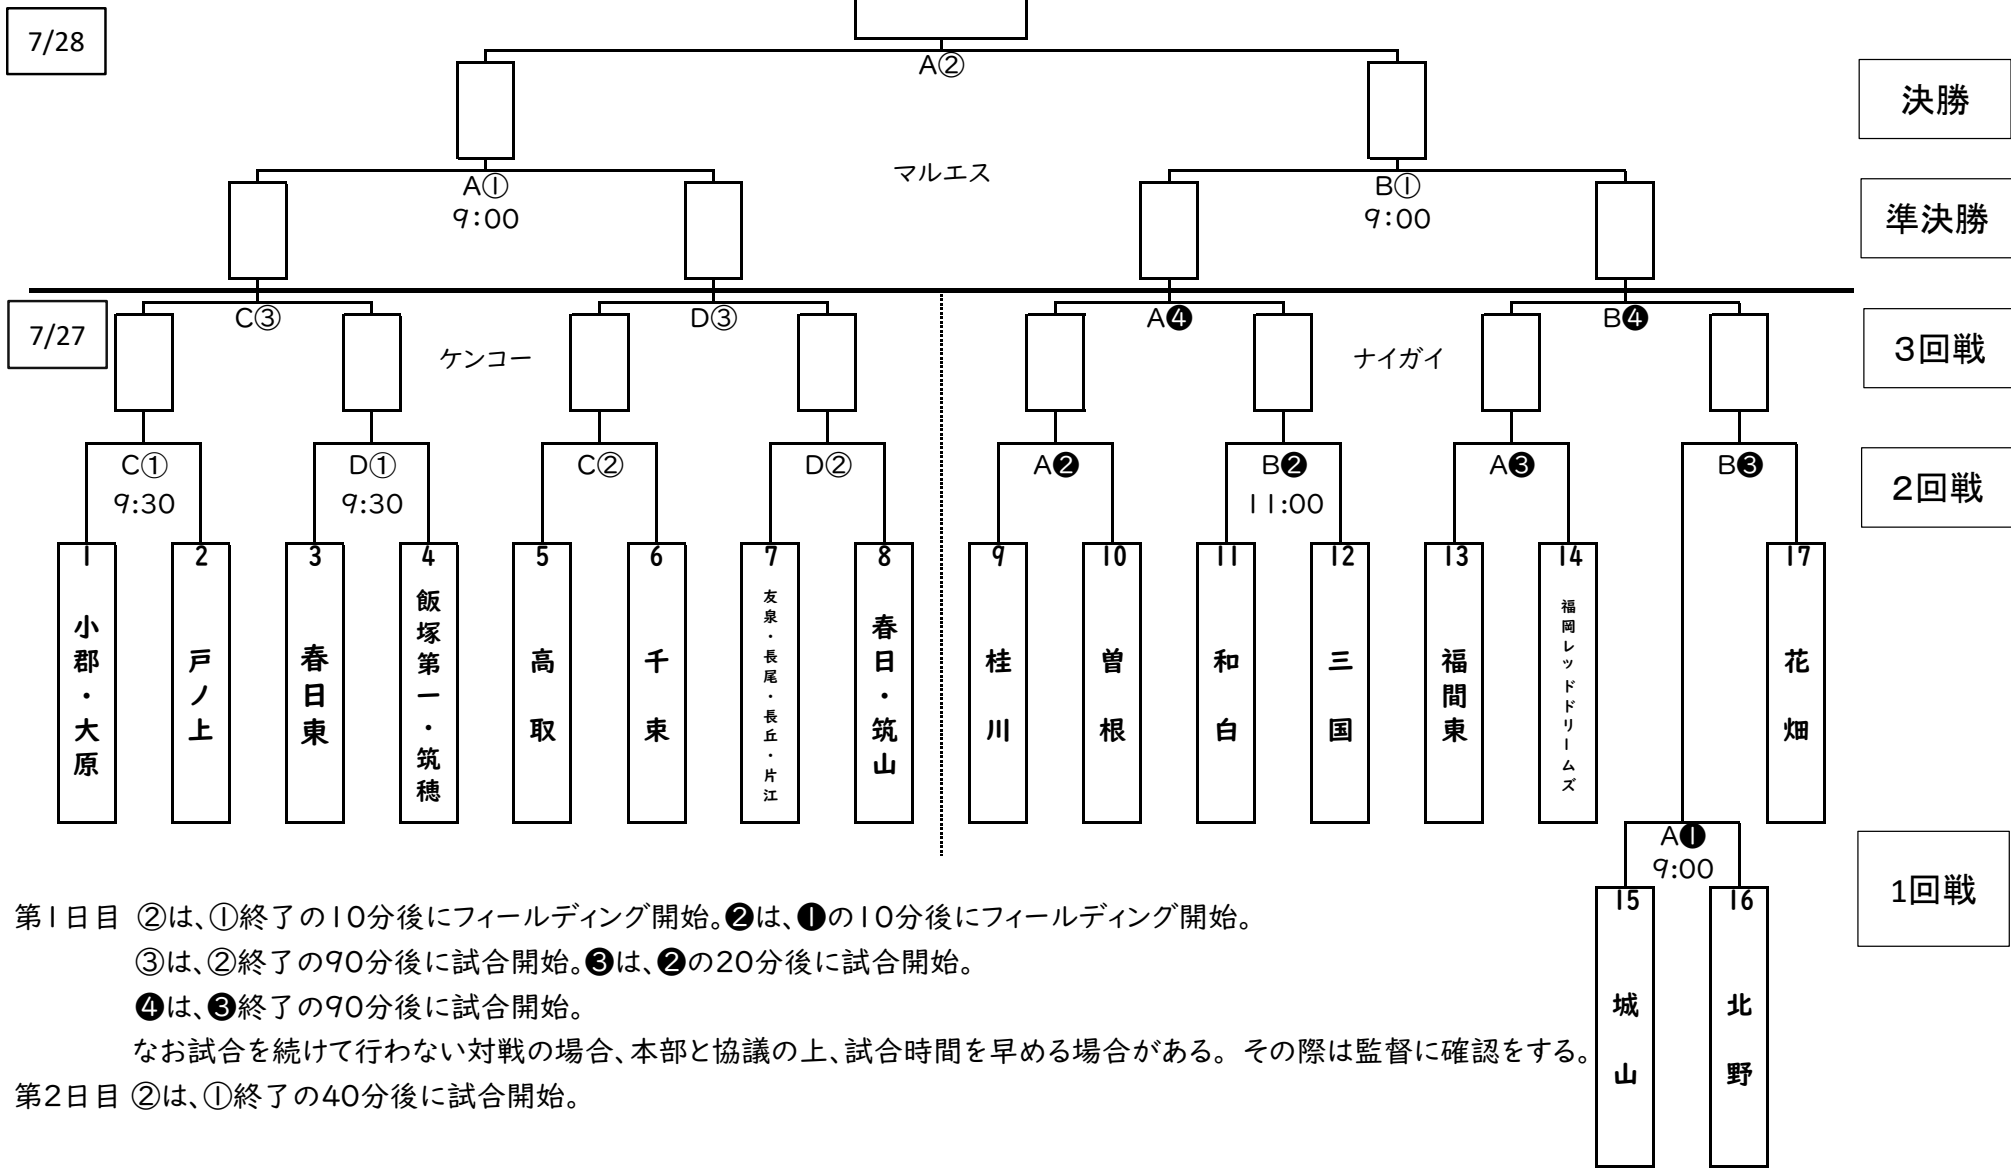 7/28
A②
決勝
マルエス
A①
9:00
B①
9:00
準決勝
7/27
C③
D③
A❹
B❹
ケンコー
ナイガイ
3回戦
C①
9:30
D①
9:30
C②
D②
A❷
B❷
11:00
A❸
B❸
2回戦
1
小郡・大原
2
戸ノ上
3
春日東
4
飯塚第一・筑穂
5
高取
6
千東
7
友泉・長尾・長丘・片江
8
春日・筑山
9
桂川
10
曽根
11
和白
12
三国
13
福間東
14
福岡レッドドリームズ
17
花畑
A❶
9:00
1回戦
15
城山
16
北野
第1日目 ②は、①終了の10分後にフィールディング開始。❷は、❶の10分後にフィールディング開始。
③は、②終了の90分後に試合開始。❸は、❷の20分後に試合開始。
❹は、❸終了の90分後に試合開始。
なお試合を続けて行わない対戦の場合、本部と協議の上、試合時間を早める場合がある。その際は監督に確認をする。
第2日目 ②は、①終了の40分後に試合開始。